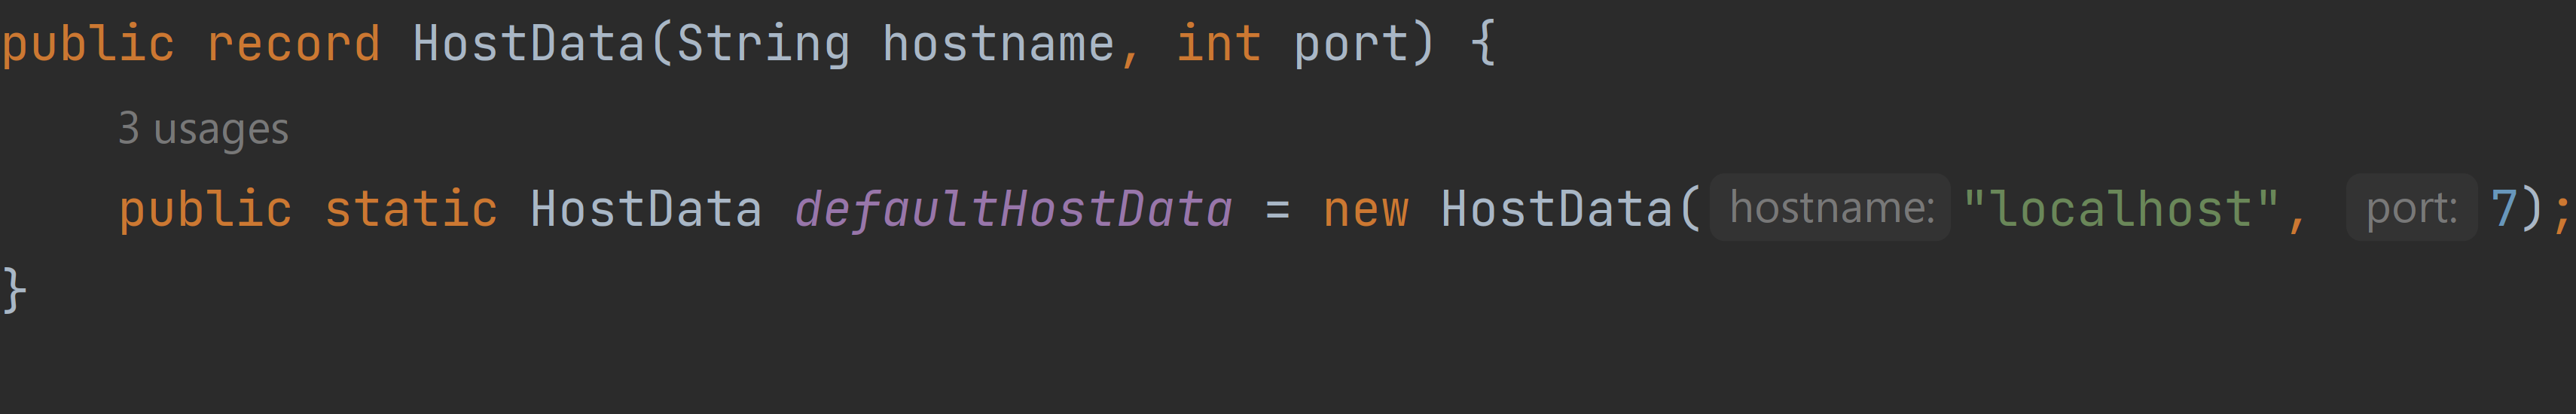 public record HostData(String hostname, int port) {
3 usages
public static HostData defaultHostData = new HostData( hostname: "localhost", port: 7);
}